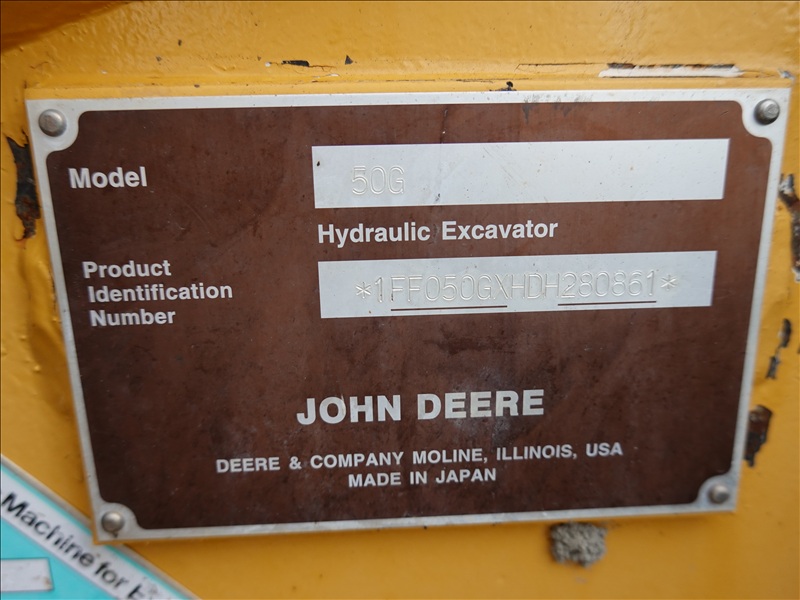 Model
50G
Hydraulic Excavator
Product
Identification
Number
*1FF050GXHDH280861*
JOHN DEERE
DEERE & COMPANY MOLINE, ILLINOIS, USA
MADE IN JAPAN
Machine for